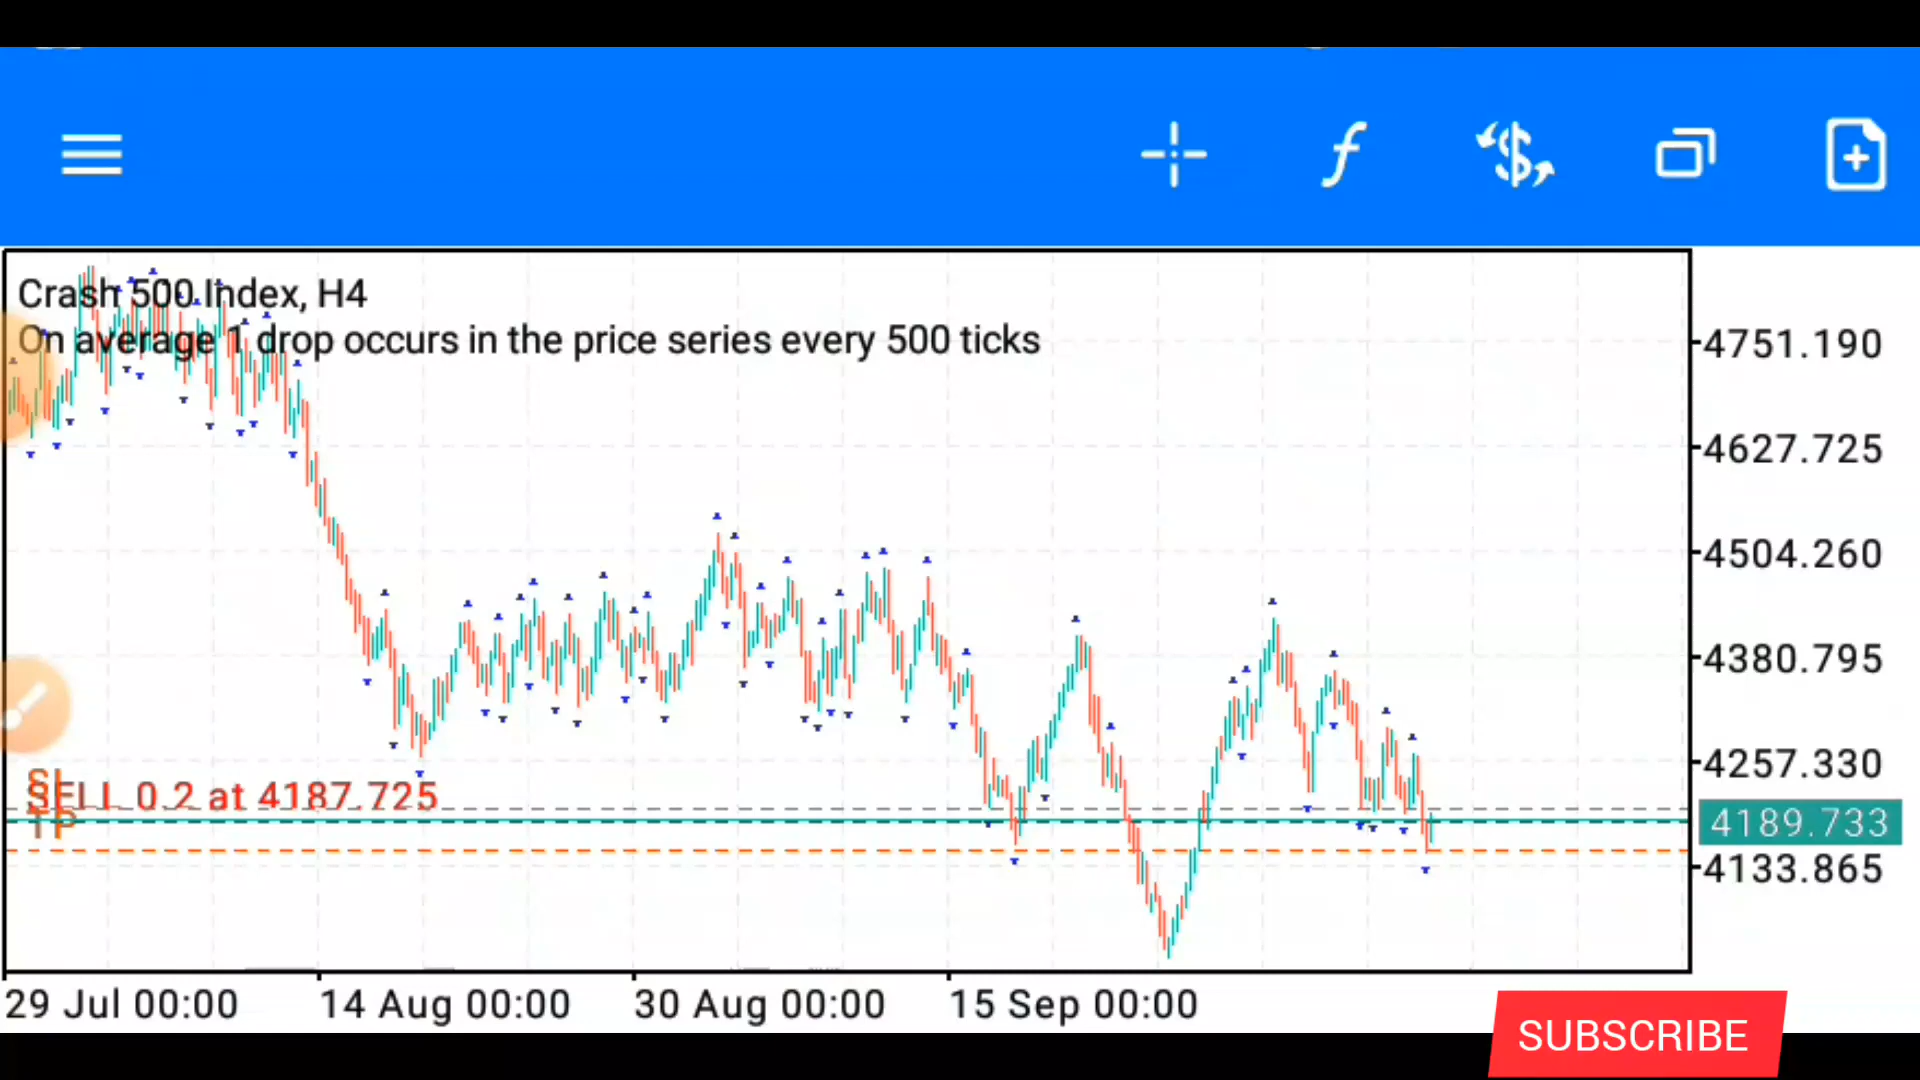 Crash 500 Index, H4
On average 1 drop occurs in the price series every 500 ticks
4751.190
4627.725
4504.260
4380.795
4257.330
SL
SELL 0.2 at 4187.725
TP
4189.733
4133.865
29 Jul 00:00 14 Aug 00:00 30 Aug 00:00 15 Sep 00:00
SUBSCRIBE